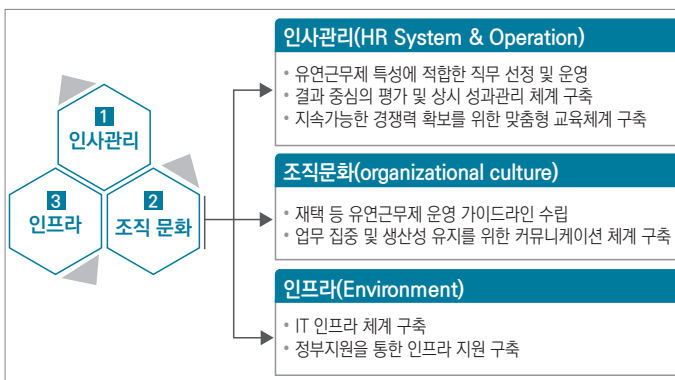 1
인사관리
3
인프라
2
조직 문화
인사관리(HR System & Operation)
• 유연근무제 특성에 적합한 직무 선정 및 운영
• 결과 중심의 평가 및 상시 성과관리 체계 구축
• 지속가능한 경쟁력 확보를 위한 맞춤형 교육체계 구축
조직문화(organizational culture)
• 재택 등 유연근무제 운영 가이드라인 수립
• 업무 집중 및 생산성 유지를 위한 커뮤니케이션 체계 구축
인프라(Environment)
• IT 인프라 체계 구축
• 정부지원을 통한 인프라 지원 구축